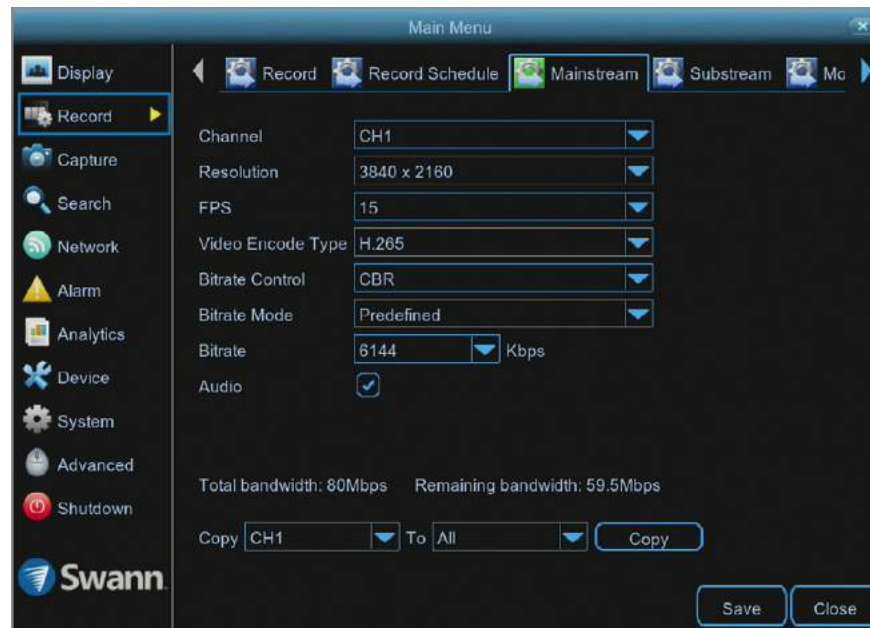 Main Menu
Display
Record
Capture
Search
Network
Alarm
Analytics
Device
System
Advanced
Shutdown
Swann
Record Record Schedule Mainstream Substream Mo
Channel CH1
Resolution 3840 x 2160
FPS 15
Video Encode Type H.265
Bitrate Control CBR
Bitrate Mode Predefined
Bitrate 6144 Kbps
Audio
Total bandwidth: 80Mbps Remaining bandwidth: 59.5Mbps
Copy CH1 To All Copy
Save Close